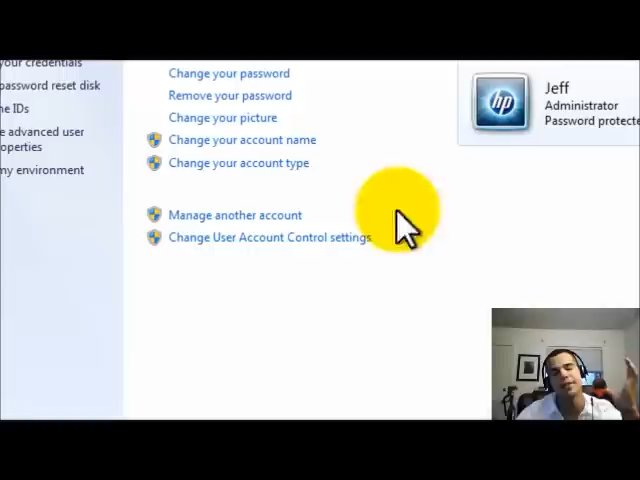 your credentials
password reset disk
ne IDs
e advanced user
operties
my environment
Change your password
Remove your password
Change your picture
Change your account name
Change your account type
Manage another account
Change User Account Control settings
hp
Jeff
Administrator
Password protecte